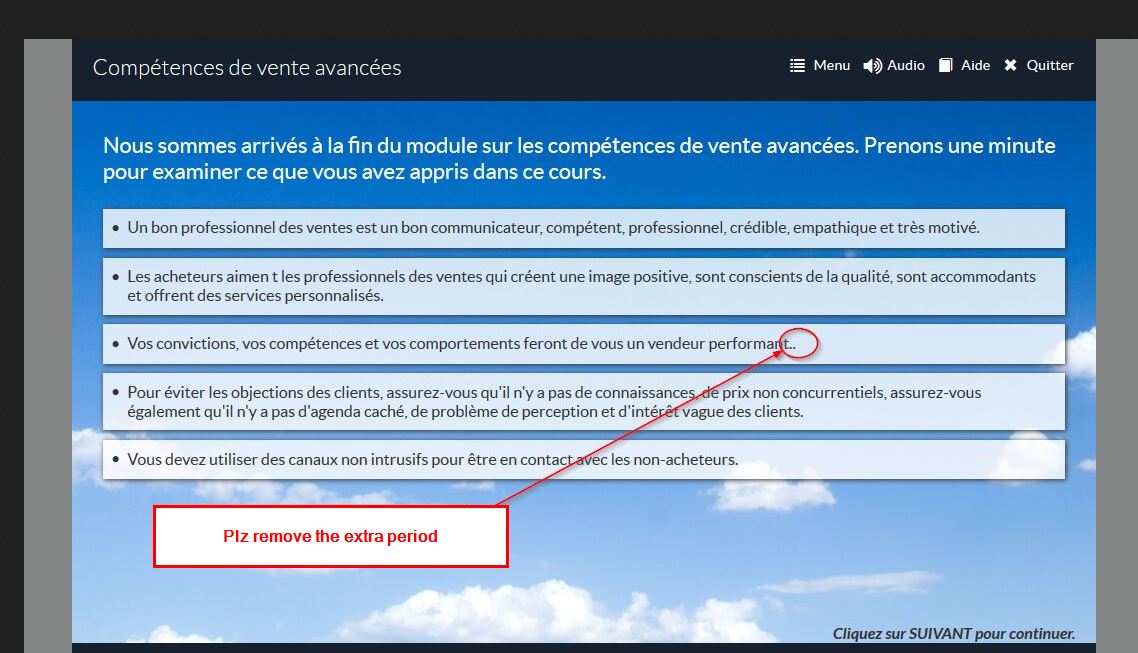 Compétences de vente avancées
Menu Audio Aide Quitter
Nous sommes arrivés à la fin du module sur les compétences de vente avancées. Prenons une minute
pour examiner ce que vous avez appris dans ce cours.
• Un bon professionnel des ventes est un bon communicateur, compétent, professionnel, crédible, empathique et très motivé.
• Les acheteurs aimen t les professionnels des ventes qui créent une image positive, sont conscients de la qualité, sont accommodants
et offrent des services personnalisés.
• Vos convictions, vos compétences et vos comportements feront de vous un vendeur performant..
• Pour éviter les objections des clients, assurez-vous qu'il n'y a pas de connaissances, de prix non concurrentiels, assurez-vous
également qu'il n'y a pas d'agenda caché, de problème de perception et d'intérêt vague des clients.
• Vous devez utiliser des canaux non intrusifs pour être en contact avec les non-acheteurs.
Plz remove the extra period
Cliquez sur SUIVANT pour continuer.